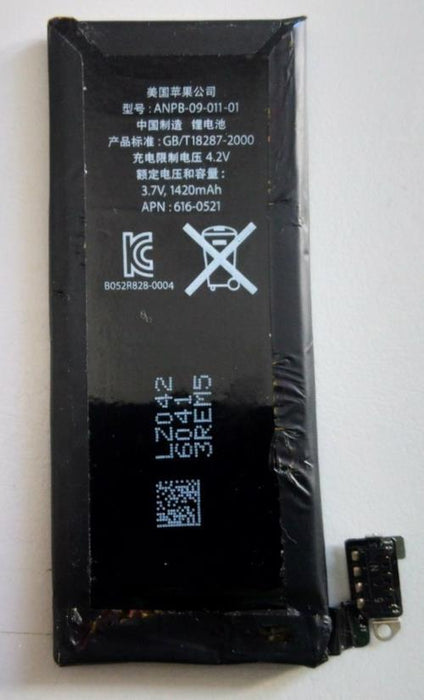 美国苹果公司
型号 : ANPB-09-011-01
中国制造 锂电池
产品标准 : GB/T18287-2000
充电限制电压 4.2V
额定电压和容量：
3.7V, 1420mAh
APN : 616-0521
B052R828-0004
LZ042
6041
3REM5